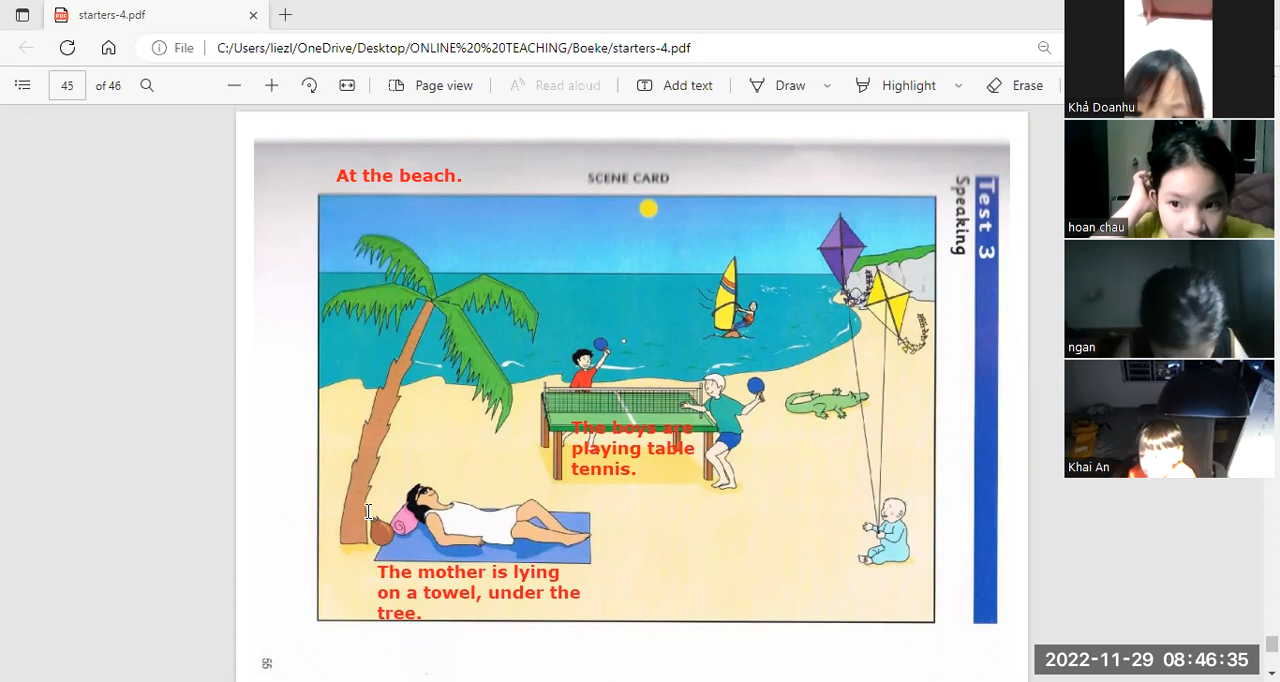 starters-4.pdf
File
C:/Users/liezl/OneDrive/Desktop/ONLINE%20%20TEACHING/Boeke/starters-4.pdf
45 of 46
Page view
Read aloud
Add text
Draw
Highlight
Erase
At the beach.
SCENE CARD
Test 3
Speaking
The boys are
playing table
tennis.
The mother is lying
on a towel, under the
tree.
55
Khả Doanhu
hoan chau
ngan
Khai An
2022-11-29 08:46:35